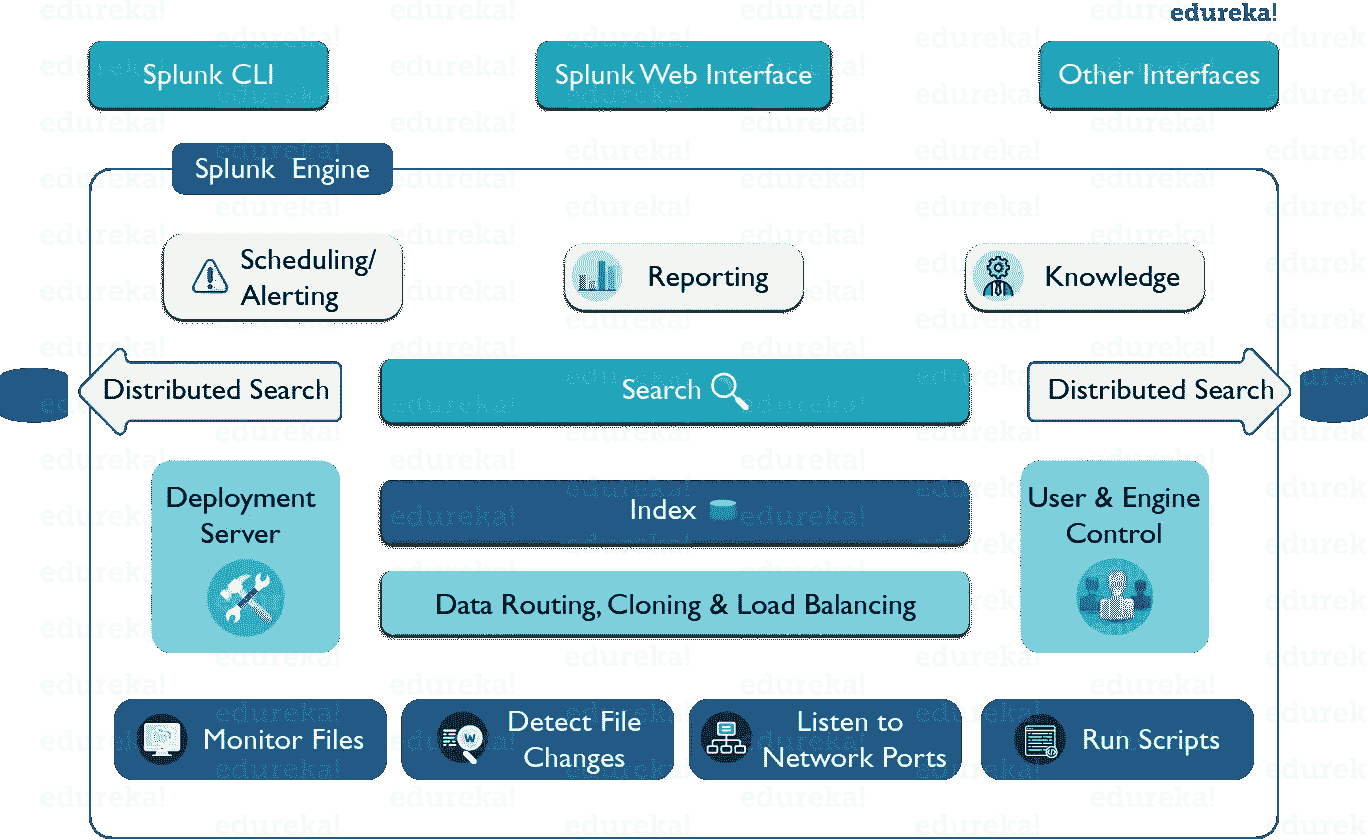 edureka!
Splunk CLI
Splunk Web Interface
Other Interfaces
Splunk Engine
Scheduling/
Alerting
Reporting
Knowledge
Distributed Search
Search
Distributed Search
Deployment
Server
Index
User & Engine
Control
Data Routing, Cloning & Load Balancing
Monitor Files
Detect File
Changes
Listen to
Network Ports
Run Scripts